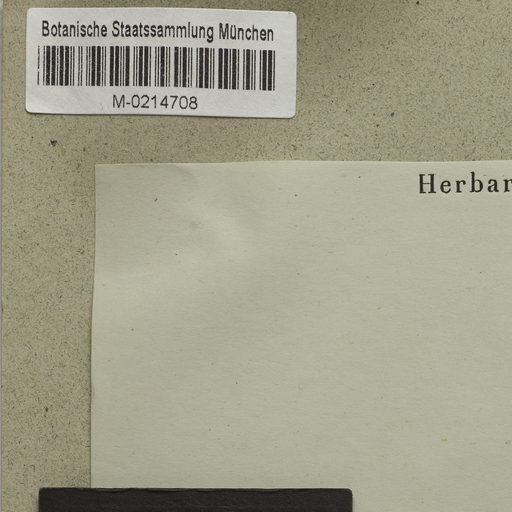 Botanische Staatssammlung München
M-0214708
Herbar